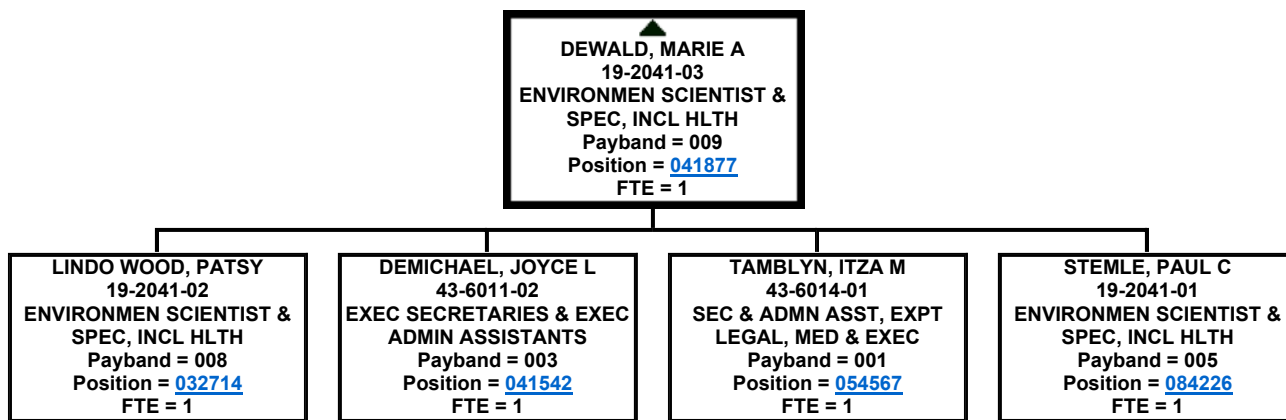 DEWALD, MARIE A
19-2041-03
ENVIRONMEN SCIENTIST &
SPEC, INCL HLTH
Payband = 009
Position = 041877
FTE = 1
LINDO WOOD, PATSY
19-2041-02
ENVIRONMEN SCIENTIST &
SPEC, INCL HLTH
Payband = 008
Position = 032714
FTE = 1
DEMICHAEL, JOYCE L
43-6011-02
EXEC SECRETARIES & EXEC
ADMIN ASSISTANTS
Payband = 003
Position = 041542
FTE = 1
TAMBLYN, ITZA M
43-6014-01
SEC & ADMN ASST, EXPT
LEGAL, MED & EXEC
Payband = 001
Position = 054567
FTE = 1
STEMLE, PAUL C
19-2041-01
ENVIRONMEN SCIENTIST &
SPEC, INCL HLTH
Payband = 005
Position = 084226
FTE = 1